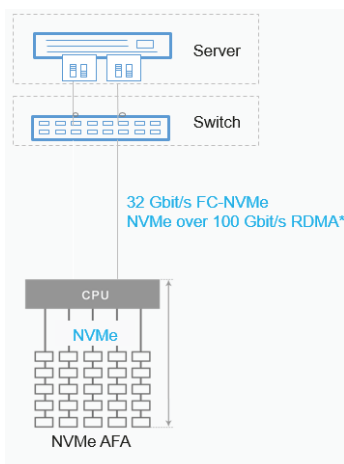 Server
Switch
32 Gbit/s FC-NVMe
NVMe over 100 Gbit/s RDMA*
CPU
NVMe
NVMe AFA